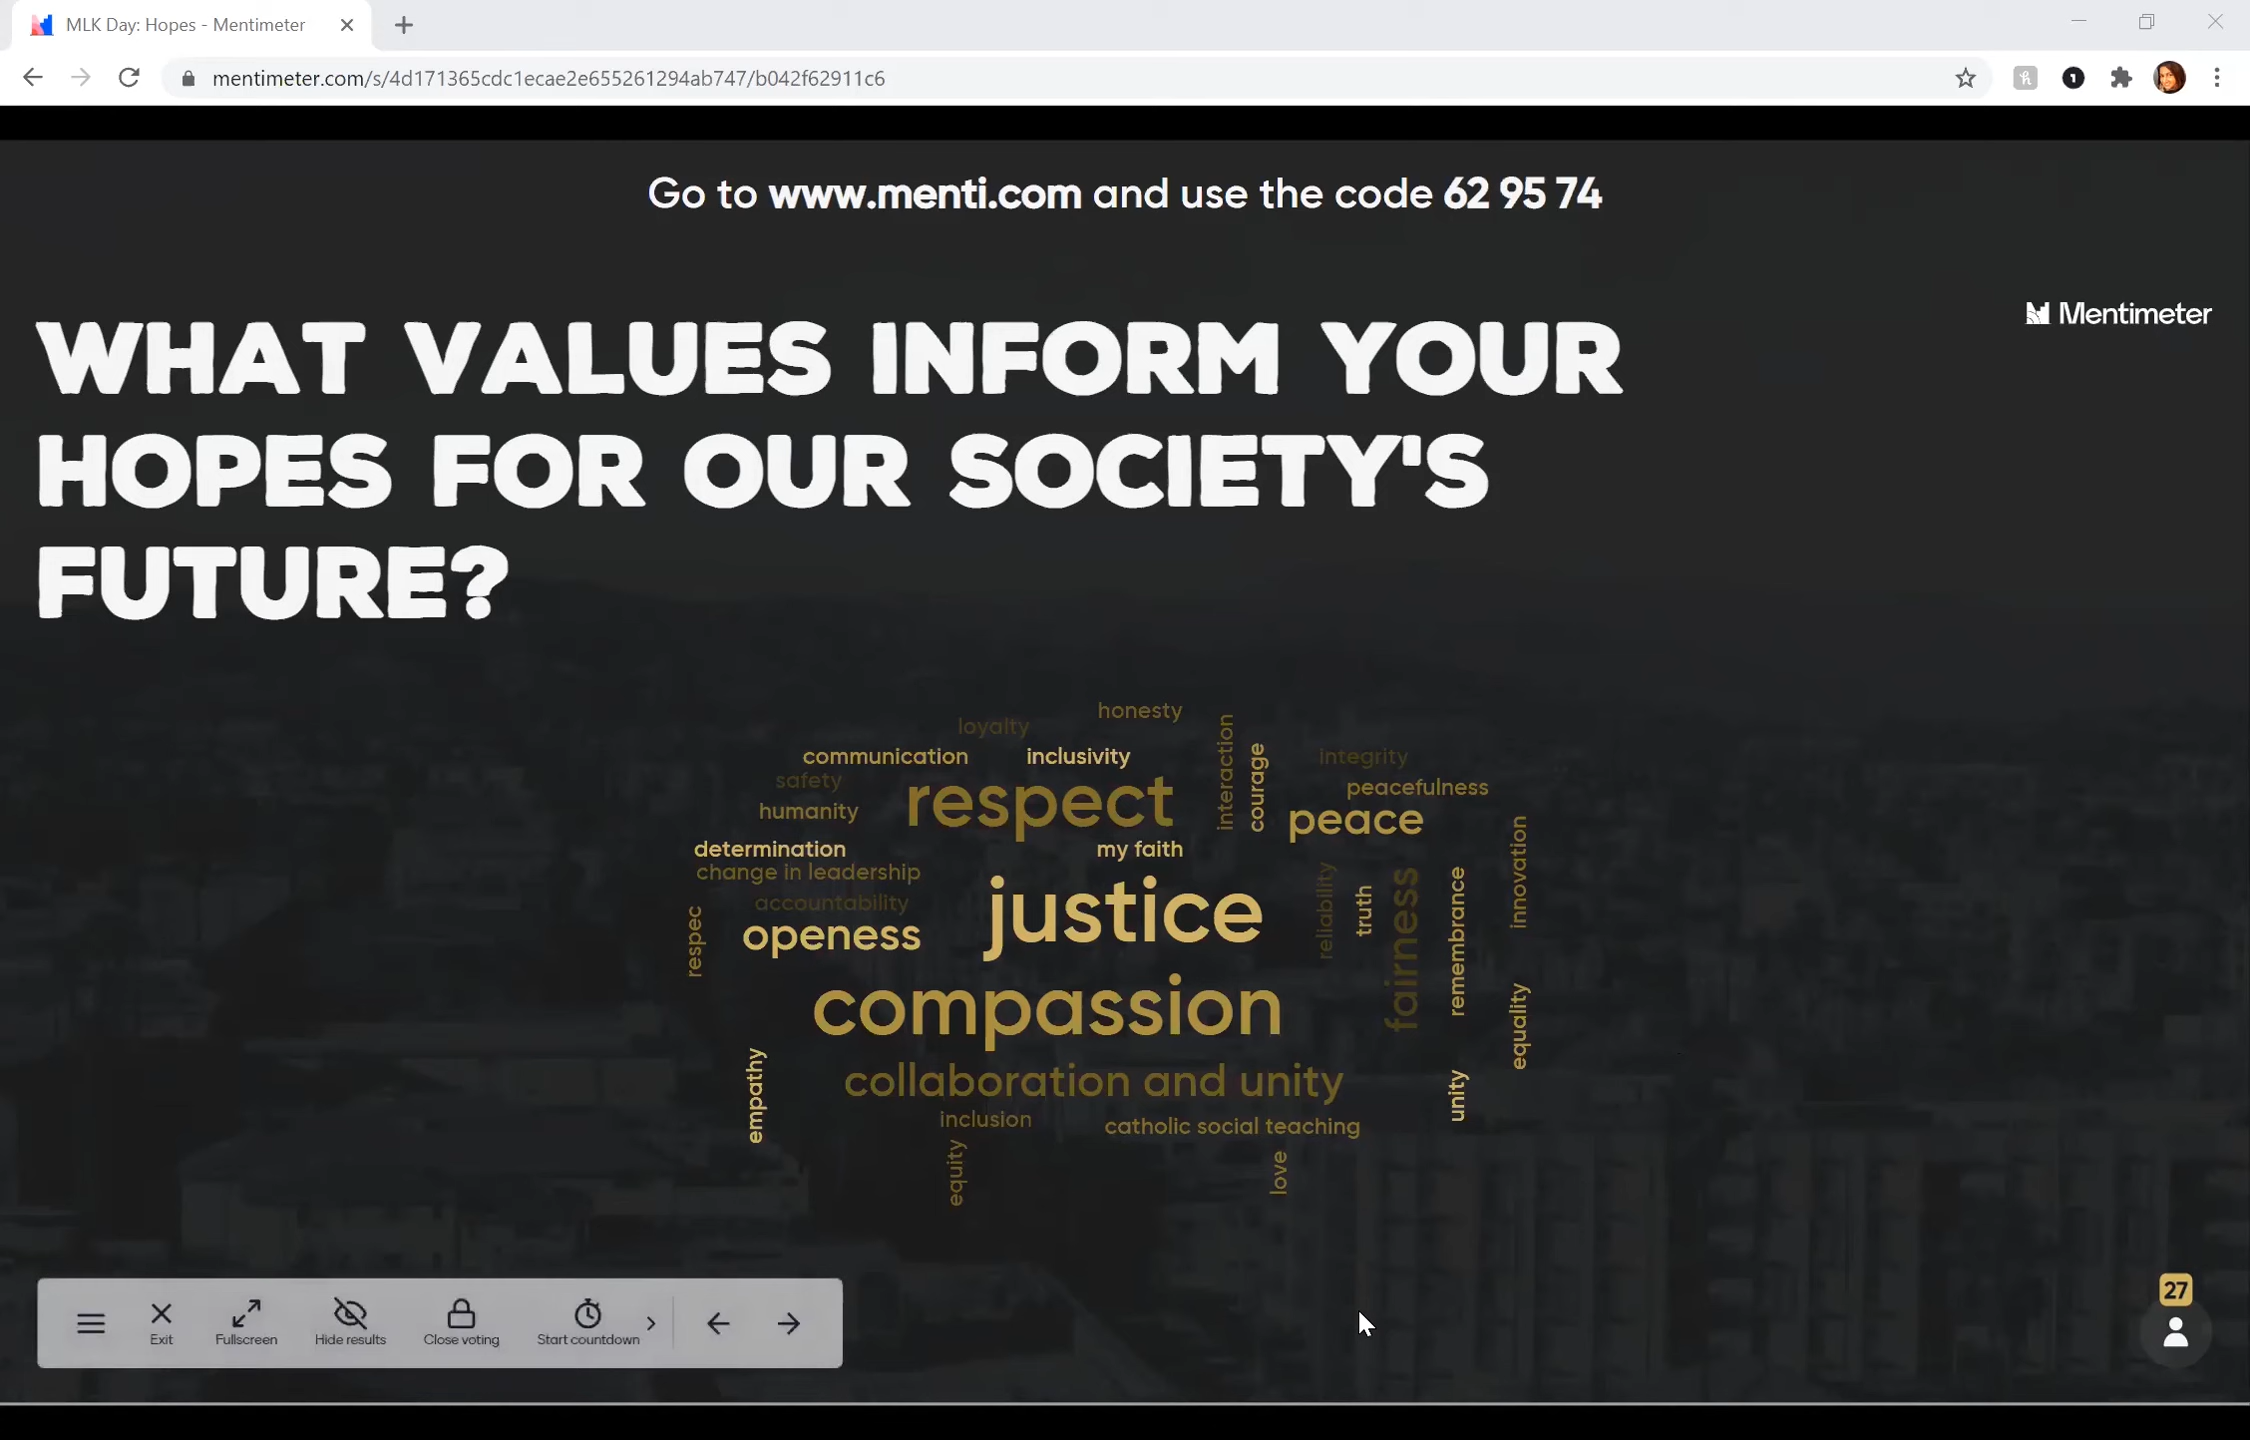 MLK Day: Hopes - Mentimeter
mentimeter.com/s/4d171365cdc1ecae2e655261294ab747/b042f62911c6
Go to www.menti.com and use the code 62 95 74
Mentimeter
WHAT VALUES INFORM YOUR
HOPES FOR OUR SOCIETY'S
FUTURE?
honesty
loyalty
communication
inclusivity
interaction
courage
integrity
safety
peacefulness
humanity
respect
peace
innovation
determination
my faith
change in leadership
accountability
justice
reliability
truth
fairness
remembrance
respec
openess
compassion
equality
empathy
collaboration and unity
unity
inclusion
catholic social teaching
equity
love
27
Exit
Fullscreen
Hide results
Close voting
Start countdown